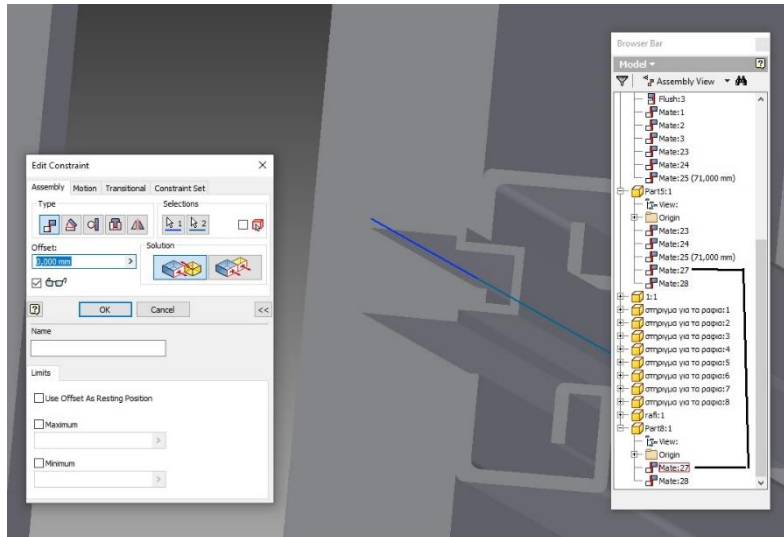 Edit Constraint
Assembly Motion Transitional Constraint Set
Type
Selections
1
2
Offset:
Solution
0,000 mm
>
OK
Cancel
<<
Name
Limits
Use Offset As Resting Position
Maximum
>
Minimum
>
Browser Bar
Model
Assembly View
Flush:3
Mate:1
Mate:2
Mate:3
Mate:23
Mate:24
Mate:25 (71,000 mm)
Part5:1
View:
Origin
Mate:23
Mate:24
Mate:25 (71,000 mm)
Mate:27
Mate:28
1:1
στηριγμα για τα ραφια:1
στηριγμα για τα ραφια:2
στηριγμα για τα ραφια:3
στηριγμα για τα ραφια:4
στηριγμα για τα ραφια:5
στηριγμα για τα ραφια:6
στηριγμα για τα ραφια:7
στηριγμα για τα ραφια:8
rafi:1
Part8:1
View:
Origin
Mate:27
Mate:28